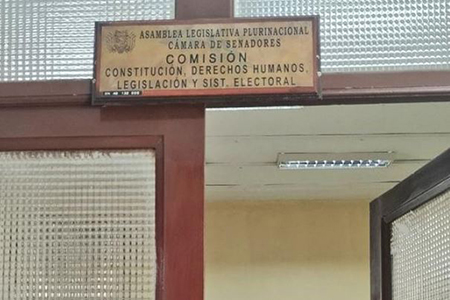 ASAMBLEA LEGISLATIVA PLURINACIONAL
CÁMARA DE SENADORES
COMISIÓN
CONSTITUCIÓN, DERECHOS HUMANOS,
LEGISLACIÓN Y SIST. ELECTORAL